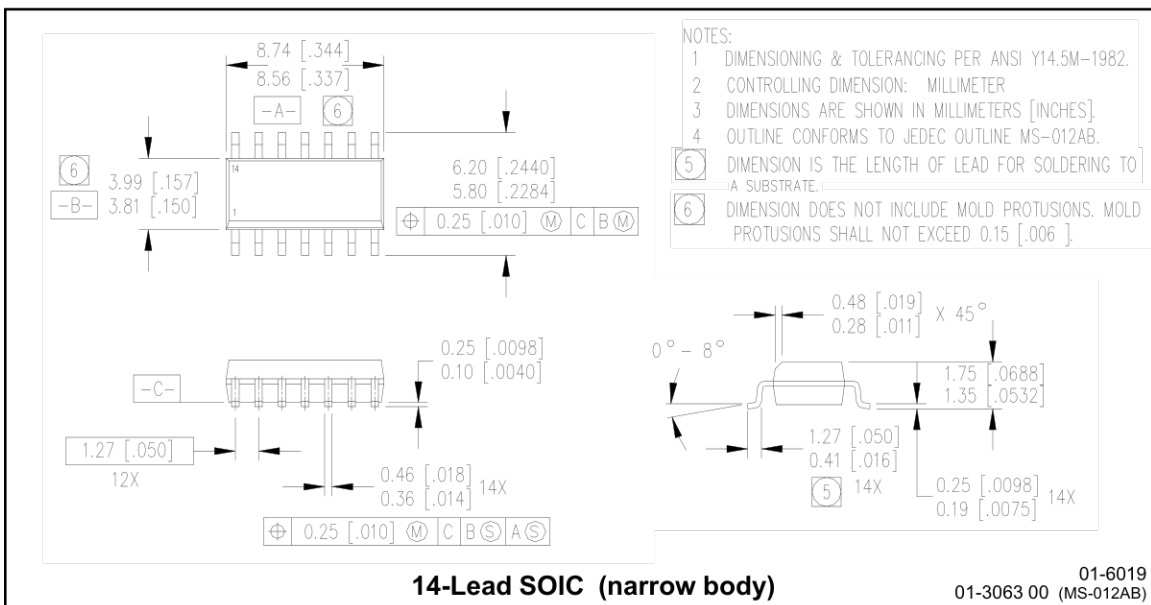 8.74 [.344]
8.56 [.337]
-A- 6
6
3.99 [.157]
3.81 [.150]
-B-
14
1
6.20 [.2440]
5.80 [.2284]
⌖ 0.25 [.010] Ⓜ C B Ⓜ
NOTES:
1 DIMENSIONING & TOLERANCING PER ANSI Y14.5M-1982.
2 CONTROLLING DIMENSION: MILLIMETER
3 DIMENSIONS ARE SHOWN IN MILLIMETERS [INCHES].
4 OUTLINE CONFORMS TO JEDEC OUTLINE MS-012AB.
5 DIMENSION IS THE LENGTH OF LEAD FOR SOLDERING TO
A SUBSTRATE.
6 DIMENSION DOES NOT INCLUDE MOLD PROTUSIONS. MOLD
PROTUSIONS SHALL NOT EXCEED 0.15 [.006 ].
-C-
0.25 [.0098]
0.10 [.0040]
1.27 [.050]
12X
0.46 [.018]
0.36 [.014] 14X
⌖ 0.25 [.010] Ⓜ C B Ⓢ A Ⓢ
0.48 [.019]
0.28 [.011] X 45°
0°-8°
1.75 [.0688]
1.35 [.0532]
1.27 [.050]
0.41 [.016]
5 14X
0.25 [.0098]
0.19 [.0075] 14X
14-Lead SOIC (narrow body)
01-6019
01-3063 00 (MS-012AB)